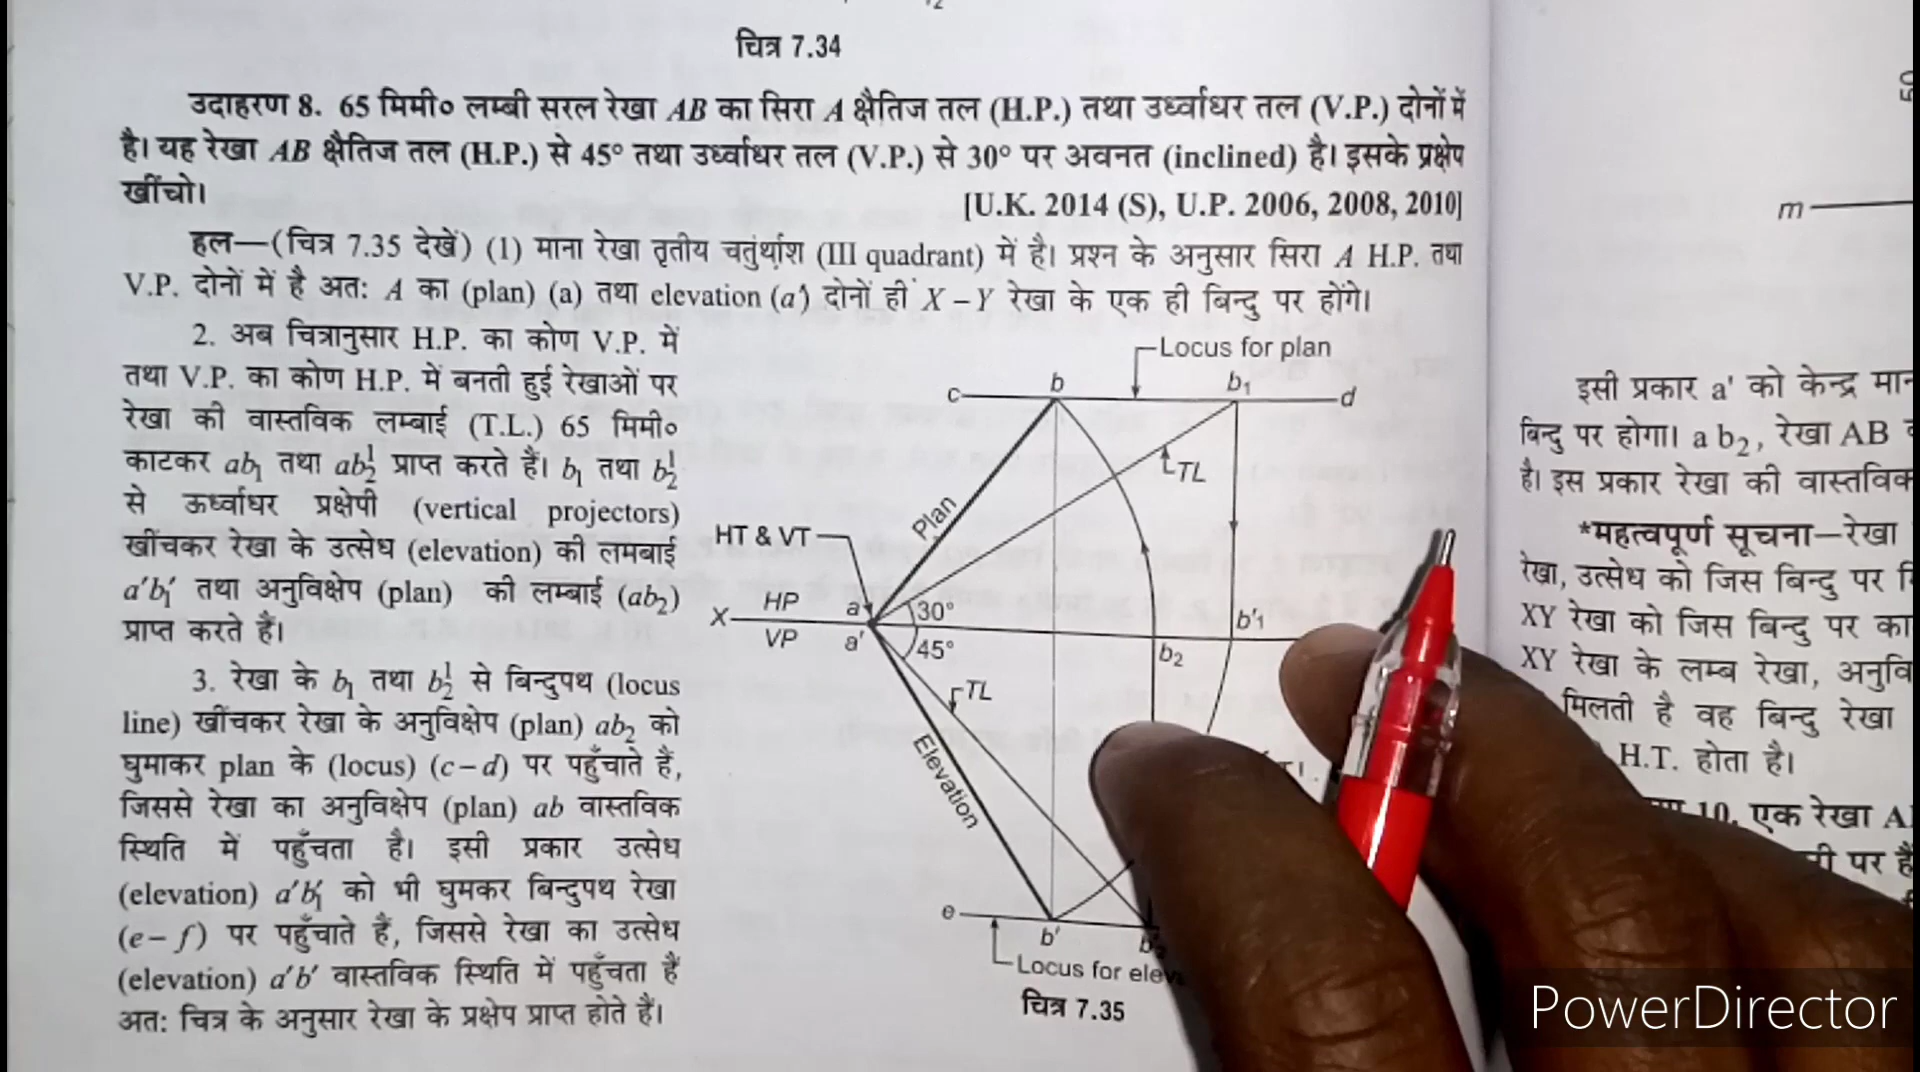 चित्र 7.34
उदाहरण 8. 65 मिमी० लम्बी सरल रेखा AB का सिरा A क्षैतिज तल (H.P.) तथा उर्ध्वाधर तल (V.P.) दोनों में
है। यह रेखा AB क्षैतिज तल (H.P.) से 45° तथा उर्ध्वाधर तल (V.P.) से 30° पर अवनत (inclined) है। इसके प्रक्षेप
खींचो।
[U.K. 2014 (S), U.P. 2006, 2008, 2010]
हल—(चित्र 7.35 देखें) (1) माना रेखा तृतीय चतुर्थांश (III quadrant) में है। प्रश्न के अनुसार सिरा A H.P. तथा
V.P. दोनों में है अत: A का (plan) (a) तथा elevation (a') दोनों ही X – Y रेखा के एक ही बिन्दु पर होंगे।
2. अब चित्रानुसार H.P. का कोण V.P. में
तथा V.P. का कोण H.P. में बनती हुई रेखाओं पर
रेखा की वास्तविक लम्बाई (T.L.) 65 मिमी०
काटकर ab₁ तथा ab₂¹ प्राप्त करते हैं। b₁ तथा b₂¹
से ऊर्ध्वाधर प्रक्षेपी (vertical projectors)
खींचकर रेखा के उत्सेध (elevation) की लमबाई
a'b₁' तथा अनुविक्षेप (plan) की लम्बाई (ab₂)
प्राप्त करते हैं।
3. रेखा के b₁ तथा b₂¹ से बिन्दुपथ (locus
line) खींचकर रेखा के अनुविक्षेप (plan) ab₂ को
घुमाकर plan के (locus) (c – d) पर पहुँचाते हैं,
जिससे रेखा का अनुविक्षेप (plan) ab वास्तविक
स्थिति में पहुँचता है। इसी प्रकार उत्सेध
(elevation) a'b₁' को भी घुमकर बिन्दुपथ रेखा
(e – f) पर पहुँचाते हैं, जिससे रेखा का उत्सेध
(elevation) a'b' वास्तविक स्थिति में पहुँचता हैं
अत: चित्र के अनुसार रेखा के प्रक्षेप प्राप्त होते हैं।
Locus for plan
c b b₁ d
TL
Plan
HT & VT
HP a 30°
X b'₁
VP a' 45° b₂
TL
Elevation
e
b'
Locus for
चित्र 7.35
m
इसी प्रकार a' को केन्द्र
बिन्दु पर होगा। a b₂, रेखा AB
है। इस प्रकार रेखा की वास्तविक
*महत्वपूर्ण सूचना—रेखा
रेखा, उत्सेध को जिस बिन्दु पर
XY रेखा को जिस बिन्दु पर
XY रेखा के लम्ब रेखा,
मिलती है वह बिन्दु रेखा
H.T. होता है।
10. एक रेखा
पर
PowerDirector